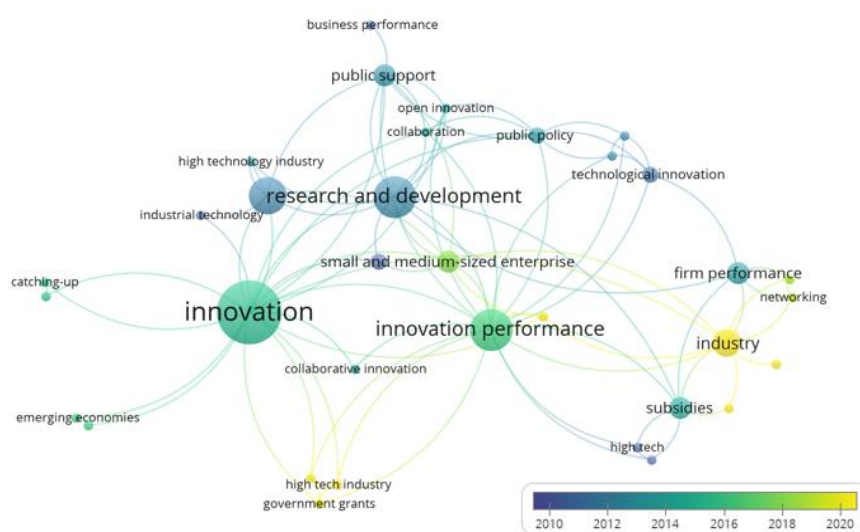 business performance
public support
open innovation
collaboration
public policy
high technology industry
technological innovation
research and development
industrial technology
small and medium-sized enterprise
firm performance
catching-up
networking
innovation
innovation performance
industry
collaborative innovation
subsidies
emerging economies
high tech
high tech industry
government grants
2010 2012 2014 2016 2018 2020